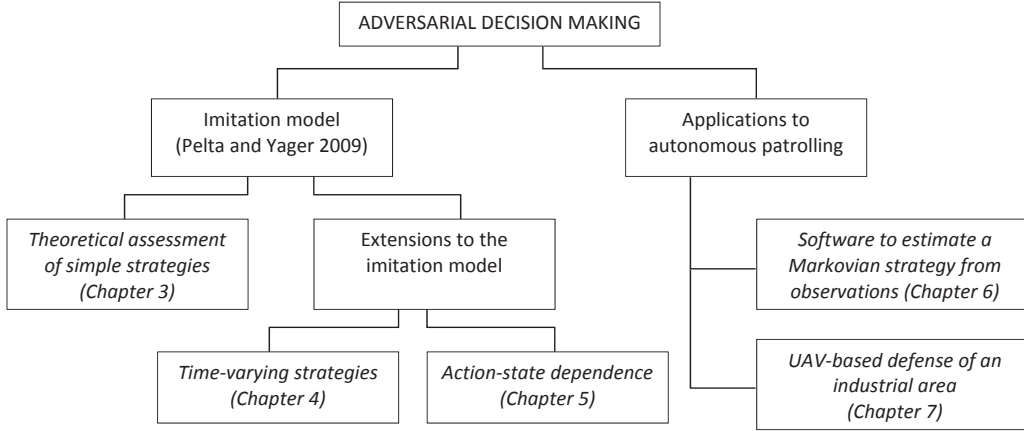 ADVERSARIAL DECISION MAKING
Imitation model
(Pelta and Yager 2009)
Applications to
autonomous patrolling
Theoretical assessment
of simple strategies
(Chapter 3)
Extensions to the
imitation model
Software to estimate a
Markovian strategy from
observations (Chapter 6)
Time-varying strategies
(Chapter 4)
Action-state dependence
(Chapter 5)
UAV-based defense of an
industrial area
(Chapter 7)